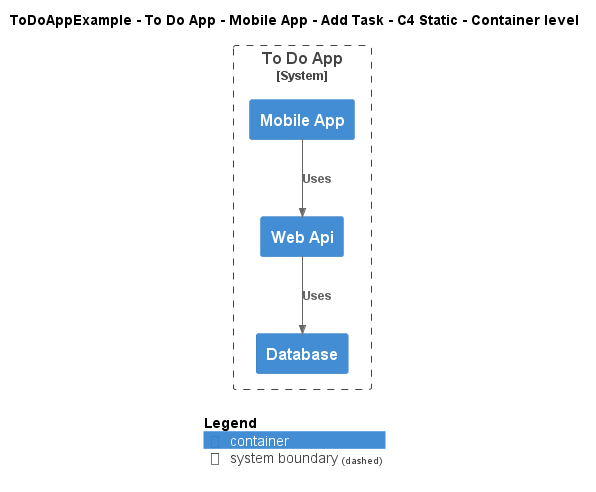 ToDoAppExample - To Do App - Mobile App - Add Task - C4 Static - Container level
To Do App
[System]
Mobile App
Uses
Web Api
Uses
Database
Legend
container
system boundary (dashed)